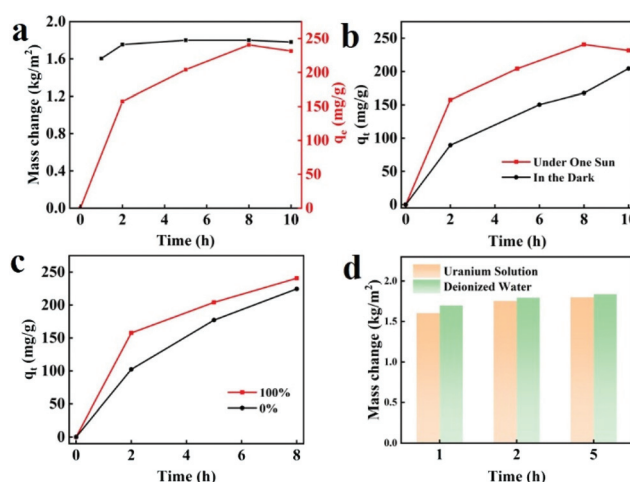 a
2.0
1.6
1.2
0.8
0.4
0.0
Mass change (kg/m²)
250
200
150
100
50
0
qₑ (mg/g)
0 2 4 6 8 10
Time (h)
b
250
200
150
100
50
0
qₜ (mg/g)
Under One Sun
In the Dark
0 2 4 6 8 10
Time (h)
c
250
200
150
100
50
0
qₜ (mg/g)
100%
0%
0 2 4 6 8
Time (h)
d
Uranium Solution
Deionized Water
2.0
1.5
1.0
0.0
Mass change (kg/m²)
1 2 5
Time (h)